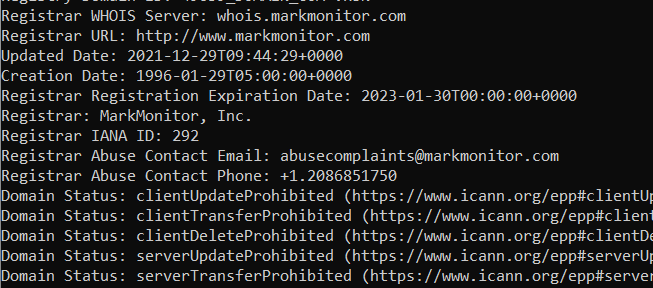 Registrar WHOIS Server: whois.markmonitor.com
Registrar URL: http://www.markmonitor.com
Updated Date: 2021-12-29T09:44:29+0000
Creation Date: 1996-01-29T05:00:00+0000
Registrar Registration Expiration Date: 2023-01-30T00:00:00+0000
Registrar: MarkMonitor, Inc.
Registrar IANA ID: 292
Registrar Abuse Contact Email: abusecomplaints@markmonitor.com
Registrar Abuse Contact Phone: +1.2086851750
Domain Status: clientUpdateProhibited (https://www.icann.org/epp#clientUp
Domain Status: clientTransferProhibited (https://www.icann.org/epp#client
Domain Status: clientDeleteProhibited (https://www.icann.org/epp#clientDe
Domain Status: serverUpdateProhibited (https://www.icann.org/epp#serverUp
Domain Status: serverTransferProhibited (https://www.icann.org/epp#server